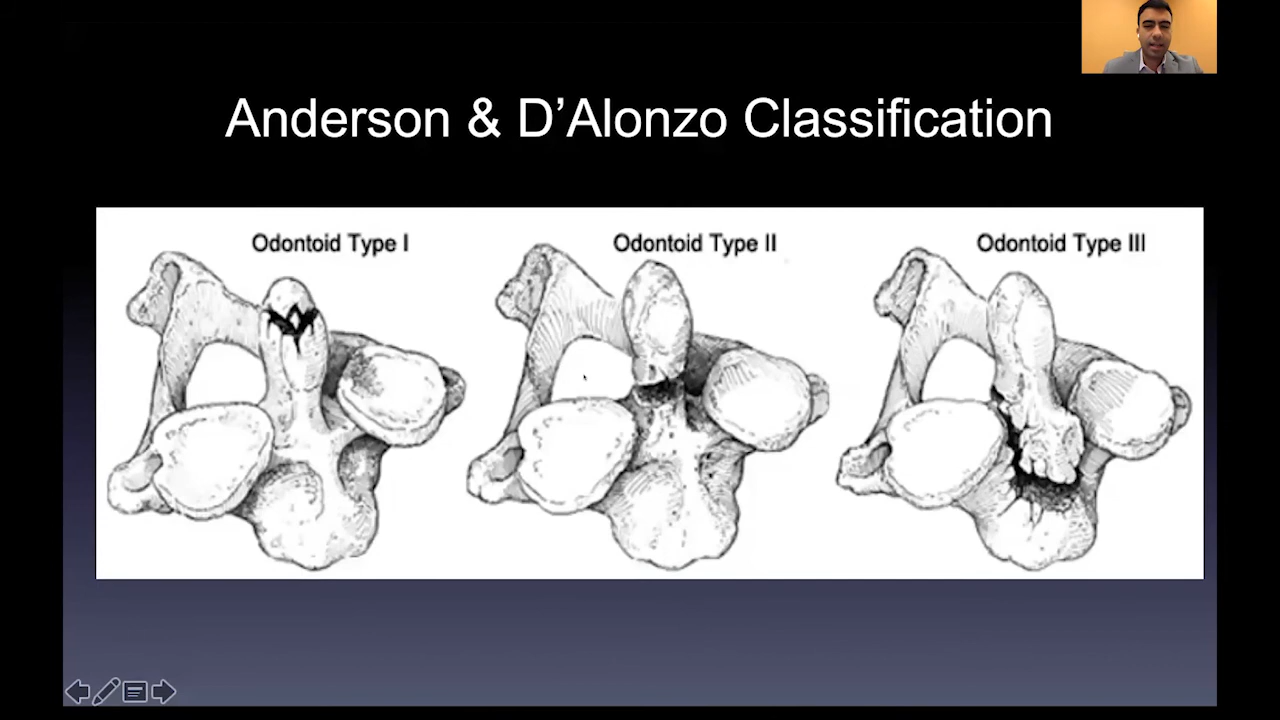 Anderson & D’Alonzo Classification
Odontoid Type I
Odontoid Type II
Odontoid Type III